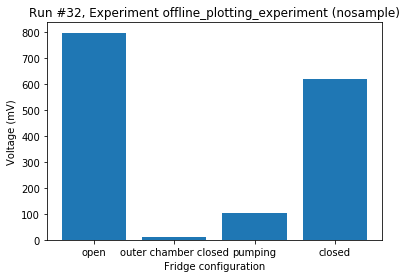 Run #32, Experiment offline_plotting_experiment (nosample)
800
700
600
500
400
300
200
100
0
Voltage (mV)
open outer chamber closed pumping closed
Fridge configuration